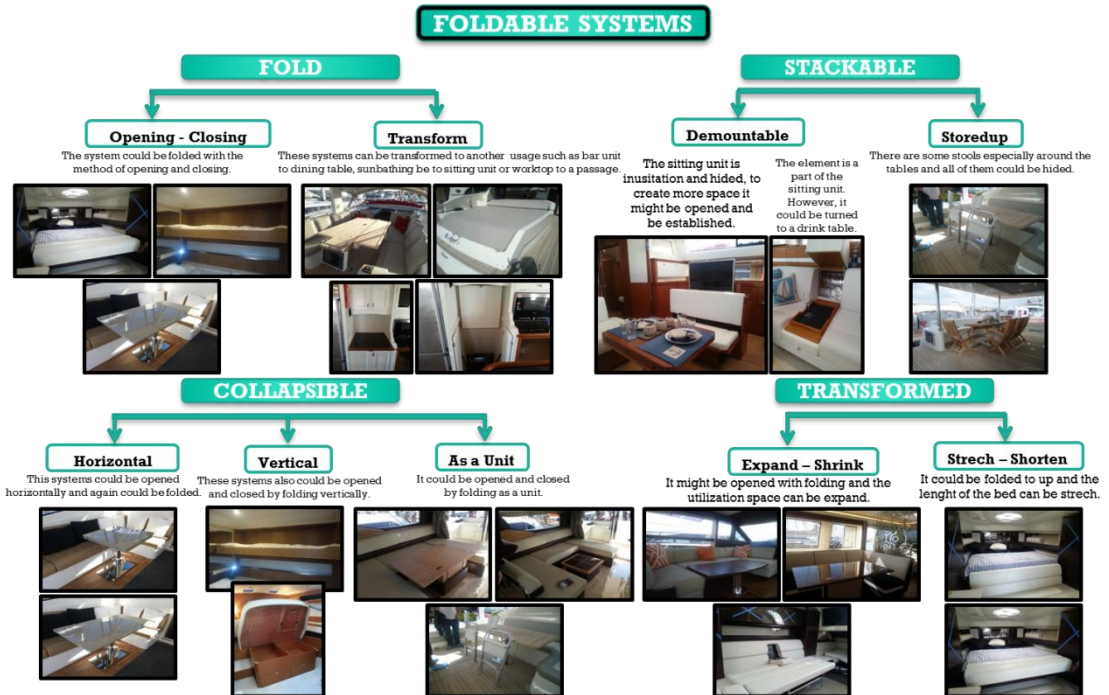 FOLDABLE SYSTEMS
FOLD
Opening - Closing
The system could be folded with the
method of opening and closing.
Transform
These systems can be transformed to another usage such as bar unit
to dining table, sunbathing be to sitting unit or worktop to a passage.
STACKABLE
Demountable
The sitting unit is
inusitation and hided, to
create more space it
might be opened and
be established.
The element is a
part of the
sitting unit.
However, it
could be turned
to a drink table.
Storedup
There are some stools especially around the
tables and all of them could be hided.
COLLAPSIBLE
Horizontal
This systems could be opened
horizontally and again could be folded.
Vertical
These systems also could be opened
and closed by folding vertically.
As a Unit
It could be opened and closed
by folding as a unit.
TRANSFORMED
Expand – Shrink
It might be opened with folding and the
utilization space can be expand.
Strech – Shorten
It could be folded to up and the
lenght of the bed can be strech.